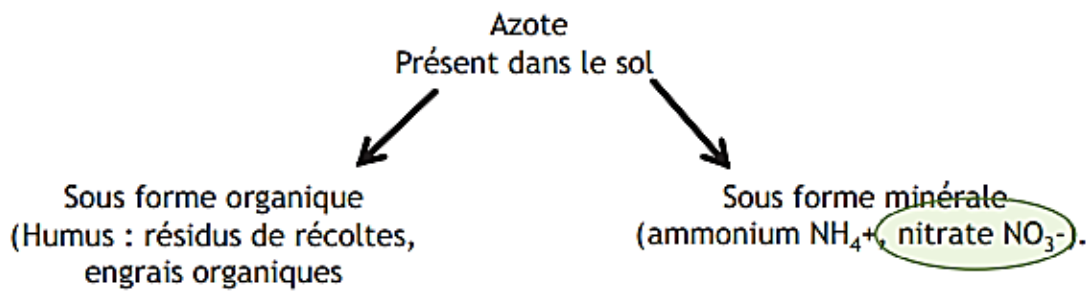 Azote
Présent dans le sol
Sous forme organique
(Humus : résidus de récoltes,
engrais organiques
Sous forme minérale
(ammonium NH₄+, nitrate NO₃-).